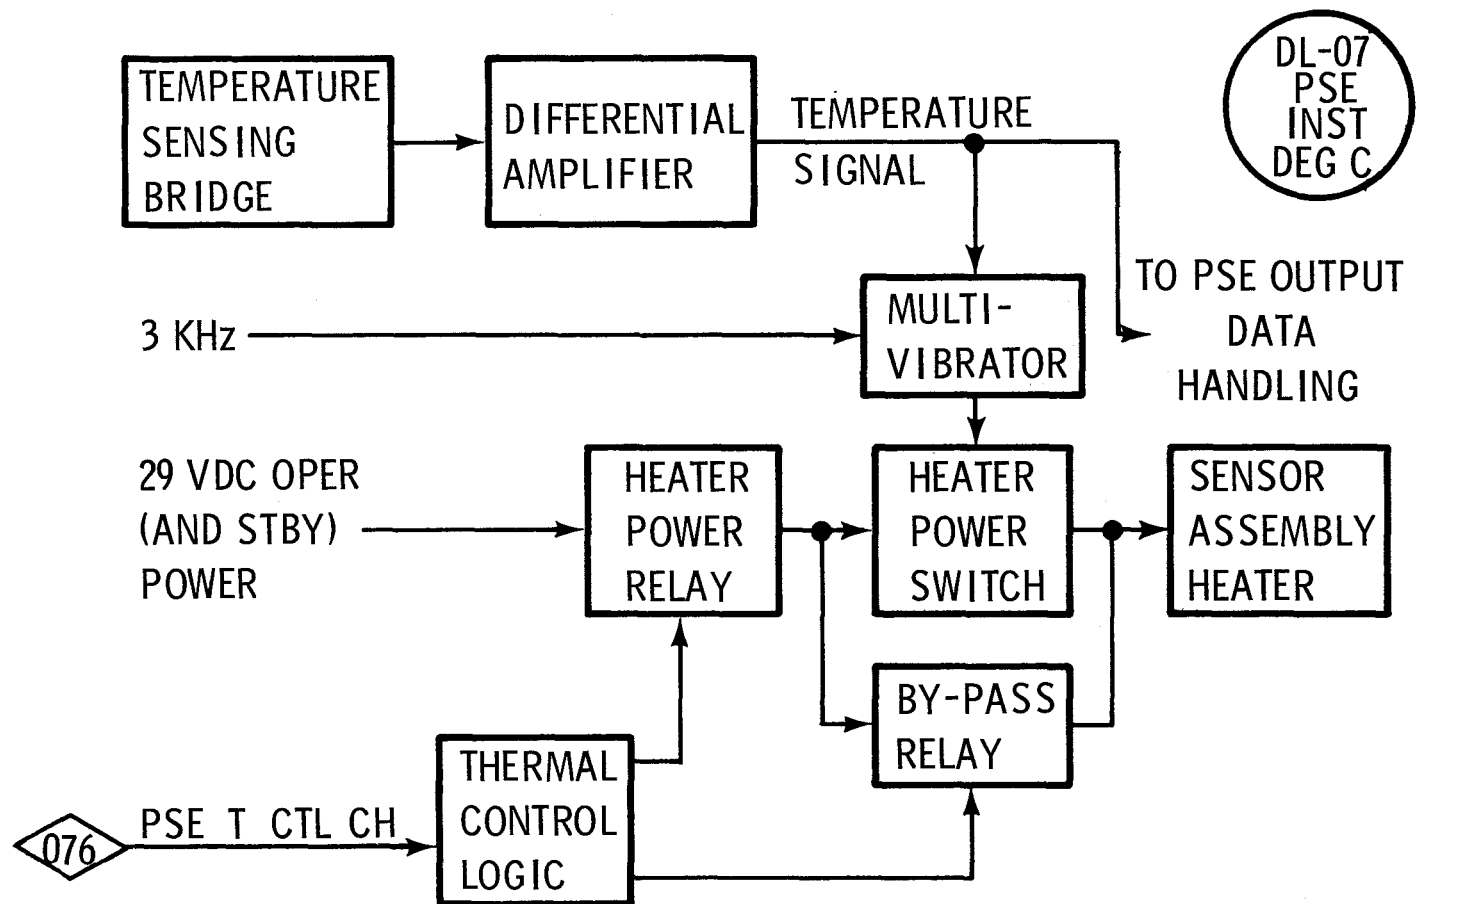 TEMPERATURE
SENSING
BRIDGE
DIFFERENTIAL
AMPLIFIER
TEMPERATURE
SIGNAL
DL-07
PSE
INST
DEG C
3 KHz
MULTI-
VIBRATOR
TO PSE OUTPUT
DATA
HANDLING
29 VDC OPER
(AND STBY)
POWER
HEATER
POWER
RELAY
HEATER
POWER
SWITCH
SENSOR
ASSEMBLY
HEATER
BY-PASS
RELAY
076
PSE T CTL CH
THERMAL
CONTROL
LOGIC